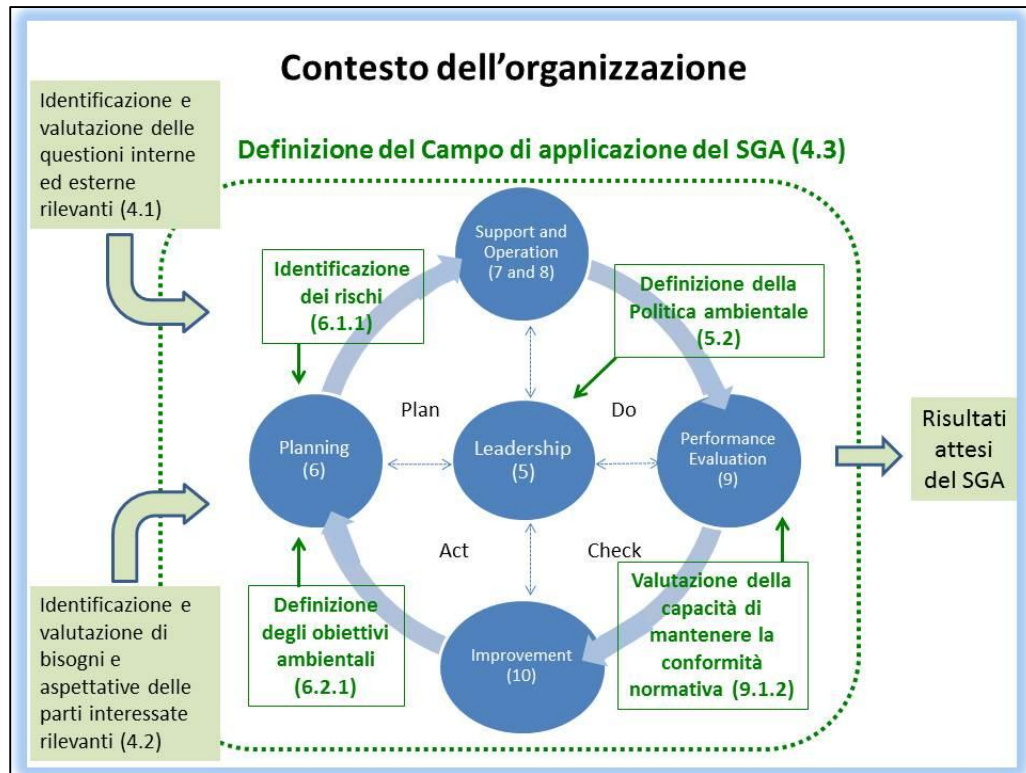 Contesto dell'organizzazione
Identificazione e
valutazione delle
questioni interne
ed esterne
rilevanti (4.1)
Definizione del Campo di applicazione del SGA (4.3)
Support and
Operation
(7 and 8)
Identificazione
dei rischi
(6.1.1)
Definizione della
Politica ambientale
(5.2)
Plan
Do
Planning
(6)
Leadership
(5)
Performance
Evaluation
(9)
Risultati
attesi
del SGA
Act
Check
Identificazione e
valutazione di
bisogni e
aspettative delle
parti interessate
rilevanti (4.2)
Definizione
degli obiettivi
ambientali
(6.2.1)
Improvement
(10)
Valutazione della
capacità di
mantenere la
conformità
normativa (9.1.2)